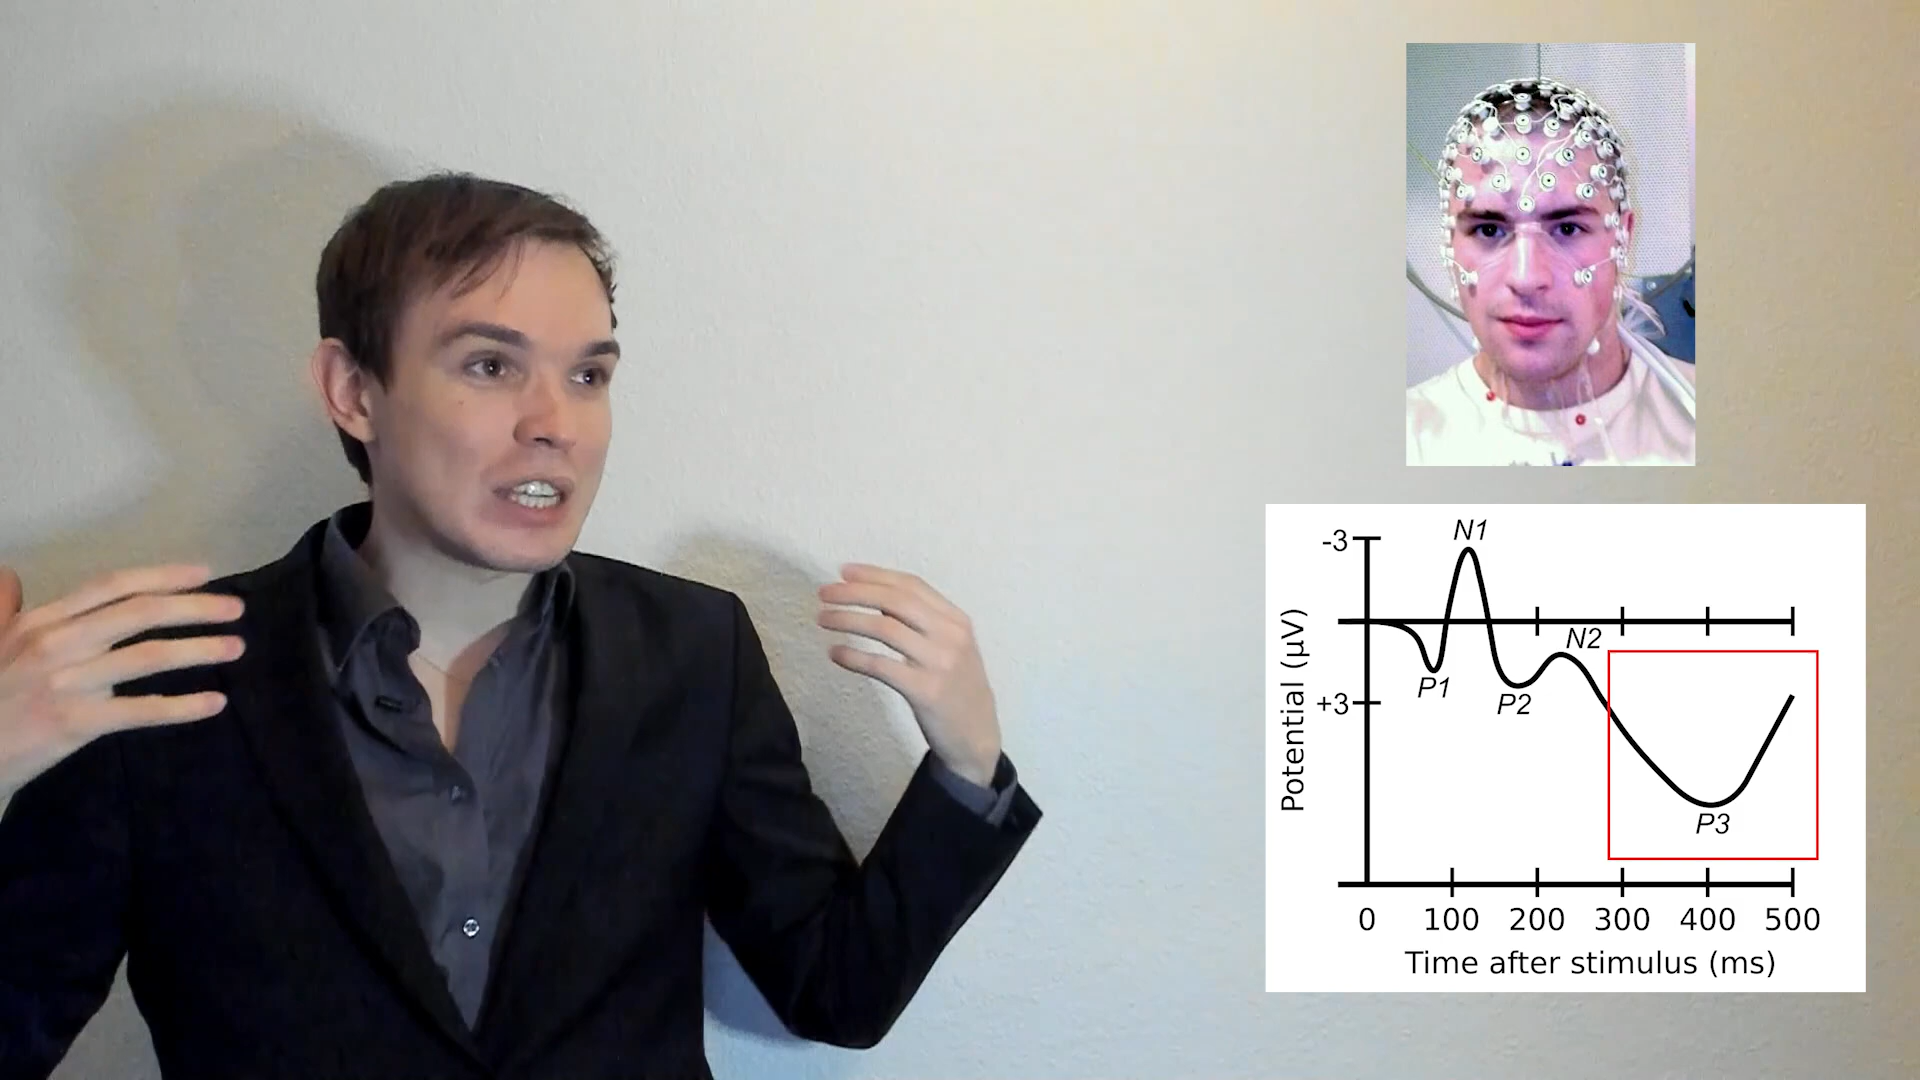 N1
-3
N2
P1
P2
+3
P3
Potential (µV)
0 100 200 300 400 500
Time after stimulus (ms)